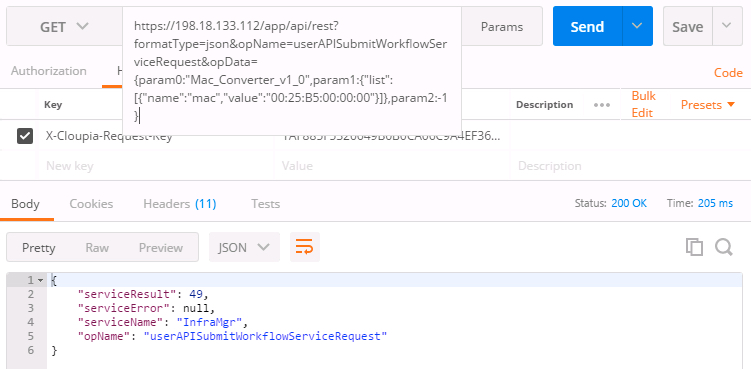 GET
https://198.18.133.112/app/api/rest?
formatType=json&opName=userAPISubmitWorkflowSer
viceRequest&opData=
{param0:"Mac_Converter_v1_0",param1:{"list":
[{"name":"mac","value":"00:25:B5:00:00:00"}]},param2:-1
}
Params
Send
Save
Authorization
Code
Key
Description
Bulk
Edit
Presets
X-Cloupia-Request-Key
New key
Value
Description
Body
Cookies
Headers (11)
Tests
Status: 200 OK
Time: 205 ms
Pretty
Raw
Preview
JSON
1 {
2 "serviceResult": 49,
3 "serviceError": null,
4 "serviceName": "InfraMgr",
5 "opName": "userAPISubmitWorkflowServiceRequest"
6 }